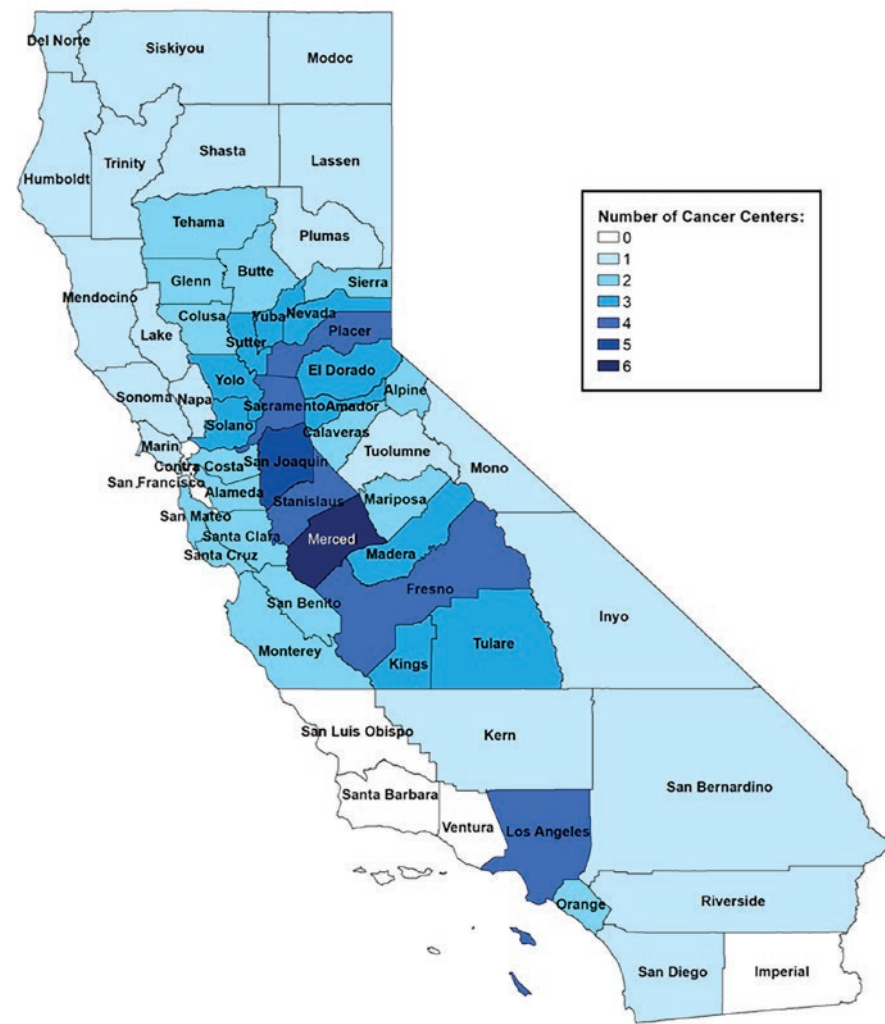 Del Norte
Siskiyou
Modoc
Humboldt
Trinity
Shasta
Lassen
Tehama
Plumas
Mendocino
Glenn
Butte
Sierra
Colusa
Lake
Sutter
Yuba
Nevada
Placer
Sonoma
Napa
Yolo
El Dorado
Alpine
Solano
Sacramento
Amador
Marin
Calaveras
Contra Costa
San Joaquin
Tuolumne
Mono
San Francisco
Alameda
Stanislaus
Mariposa
San Mateo
Santa Clara
Merced
Santa Cruz
Madera
Fresno
San Benito
Inyo
Monterey
Kings
Tulare
San Luis Obispo
Kern
San Bernardino
Santa Barbara
Ventura
Los Angeles
Orange
Riverside
San Diego
Imperial
Number of Cancer Centers:
0
1
2
3
4
5
6